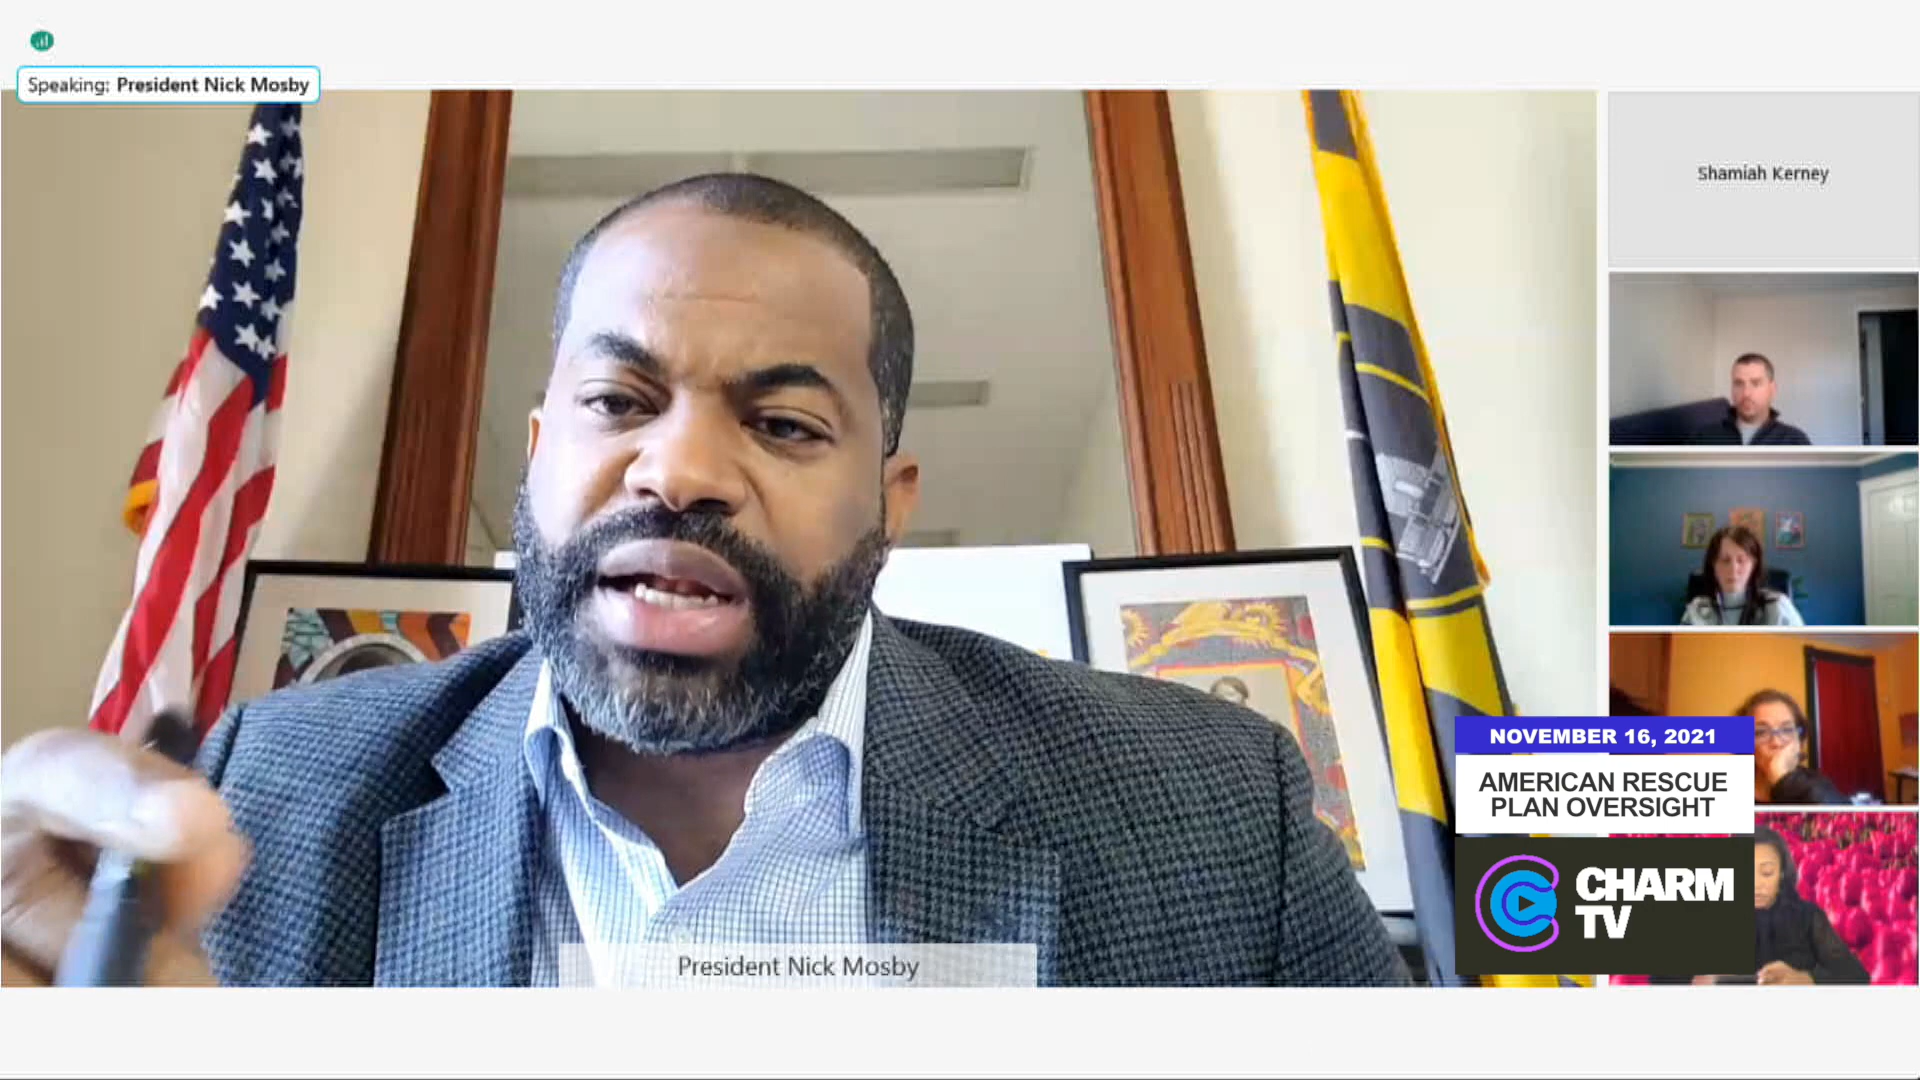 Speaking: President Nick Mosby
Shamiah Kerney
NOVEMBER 16, 2021
AMERICAN RESCUE
PLAN OVERSIGHT
CHARM
TV
President Nick Mosby